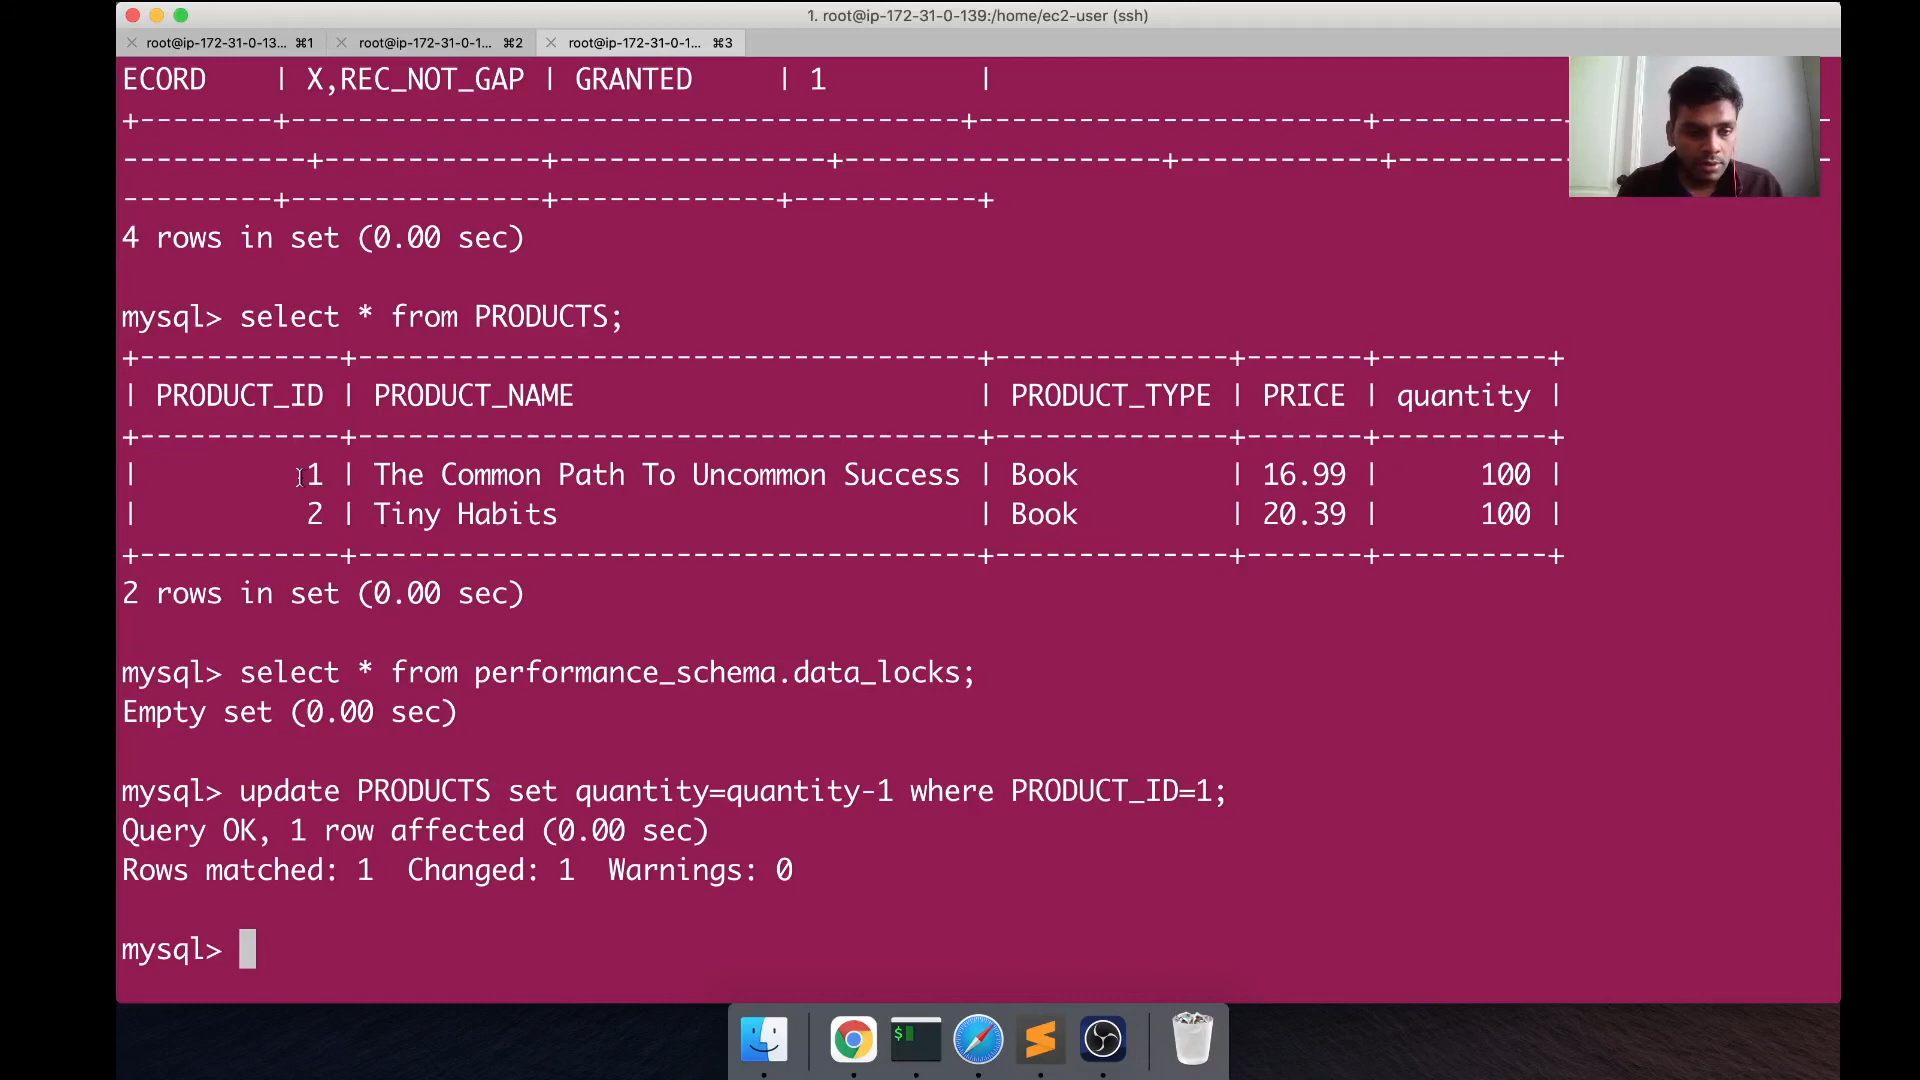 1. root@ip-172-31-0-139:/home/ec2-user (ssh)
root@ip-172-31-0-13... ⌘1 root@ip-172-31-0-1... ⌘2 root@ip-172-31-0-1... ⌘3
ECORD | X,REC_NOT_GAP | GRANTED | 1 |
+--------+----------------------------------------+-----------------------+------------
-----------+-------------+----------------+-------------------+------------+-----------
---------+---------------+-------------+-----------+
4 rows in set (0.00 sec)
mysql> select * from PRODUCTS;
+------------+-------------------------------------+--------------+-------+----------+
| PRODUCT_ID | PRODUCT_NAME | PRODUCT_TYPE | PRICE | quantity |
+------------+-------------------------------------+--------------+-------+----------+
| 1 | The Common Path To Uncommon Success | Book | 16.99 | 100 |
| 2 | Tiny Habits | Book | 20.39 | 100 |
+------------+-------------------------------------+--------------+-------+----------+
2 rows in set (0.00 sec)
mysql> select * from performance_schema.data_locks;
Empty set (0.00 sec)
mysql> update PRODUCTS set quantity=quantity-1 where PRODUCT_ID=1;
Query OK, 1 row affected (0.00 sec)
Rows matched: 1 Changed: 1 Warnings: 0
mysql>
$